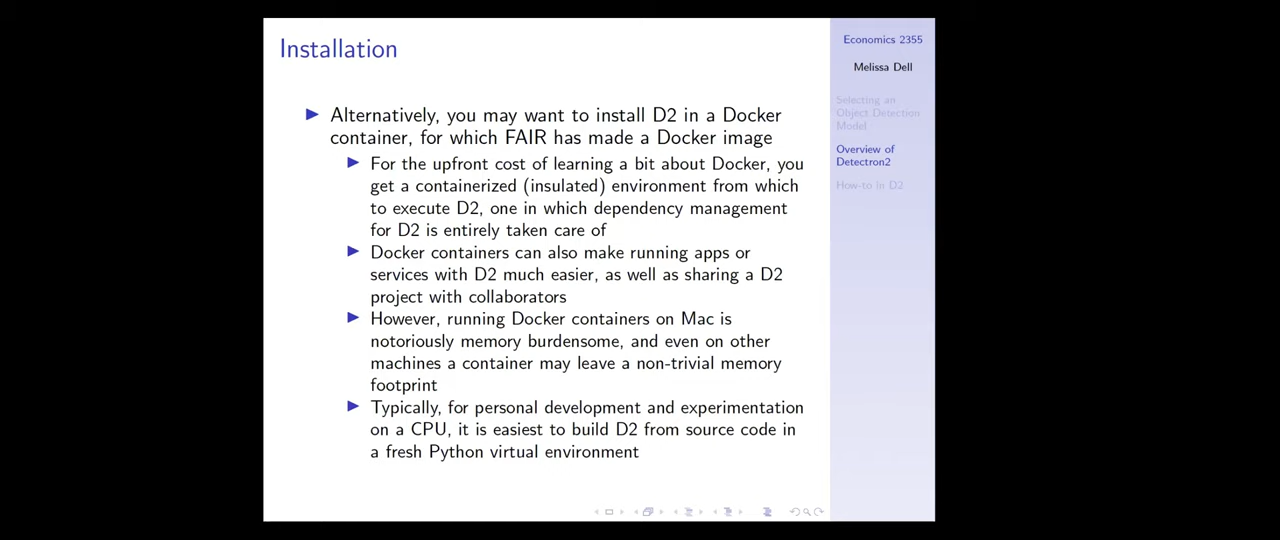 Installation
Alternatively, you may want to install D2 in a Docker
container, for which FAIR has made a Docker image
For the upfront cost of learning a bit about Docker, you
get a containerized (insulated) environment from which
to execute D2, one in which dependency management
for D2 is entirely taken care of
Docker containers can also make running apps or
services with D2 much easier, as well as sharing a D2
project with collaborators
However, running Docker containers on Mac is
notoriously memory burdensome, and even on other
machines a container may leave a non-trivial memory
footprint
Typically, for personal development and experimentation
on a CPU, it is easiest to build D2 from source code in
a fresh Python virtual environment
Economics 2355
Melissa Dell
Selecting an
Object Detection
Model
Overview of
Detectron2
How-to in D2